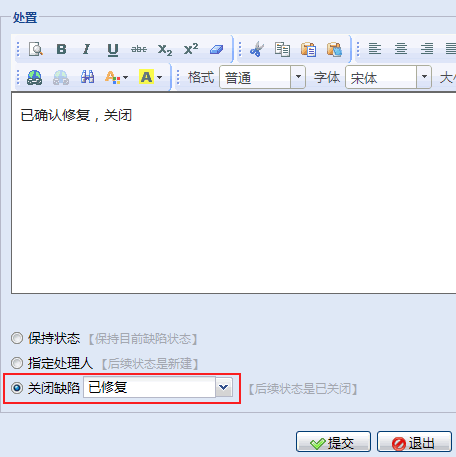 处置
B I U abc x₂ x²
A A 格式 普通 字体 宋体
已确认修复，关闭
保持状态 【保持目前缺陷状态】
指定处理人 【后续状态是新建】
关闭缺陷 已修复 【后续状态是已关闭】
提交 退出